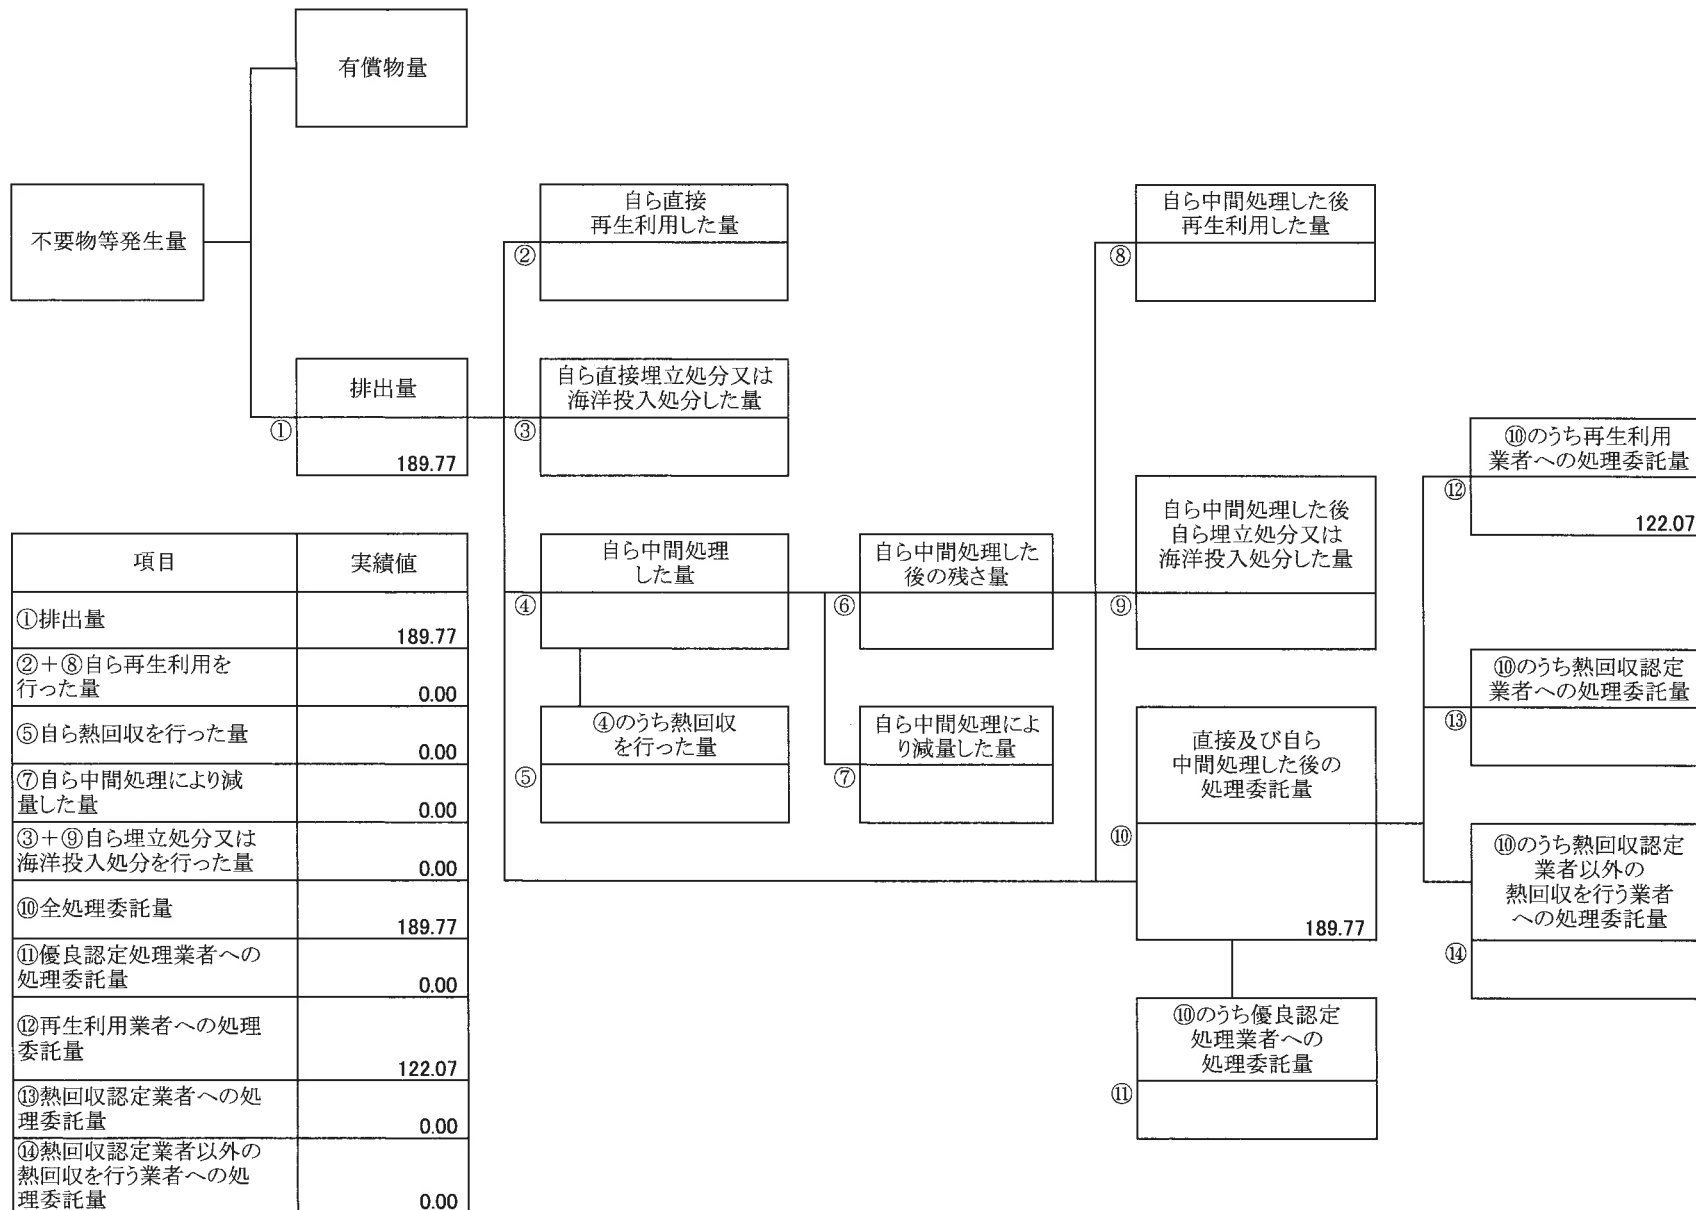 有償物量
不要物等発生量
自ら直接
再生利用した量
②
自ら中間処理した後
再生利用した量
⑧
排出量
①
189.77
自ら直接埋立処分又は
海洋投入処分した量
③
⑩のうち再生利用
業者への処理委託量
⑫
122.07
自ら中間処理
した量
④
自ら中間処理した
後の残さ量
⑥
自ら中間処理した後
自ら埋立処分又は
海洋投入処分した量
⑨
④のうち熱回収
を行った量
⑤
自ら中間処理によ
り減量した量
⑦
直接及び自ら
中間処理した後の
処理委託量
⑩
189.77
⑩のうち熱回収認定
業者への処理委託量
⑬
⑩のうち熱回収認定
業者以外の
熱回収を行う業者
への処理委託量
⑭
⑩のうち優良認定
処理業者への
処理委託量
⑪
項目 実績値
①排出量
189.77
②+⑧自ら再生利用を
行った量
0.00
⑤自ら熱回収を行った量
0.00
⑦自ら中間処理により減
量した量
0.00
③+⑨自ら埋立処分又は
海洋投入処分を行った量
0.00
⑩全処理委託量
189.77
⑪優良認定処理業者への
処理委託量
0.00
⑫再生利用業者への処理
委託量
122.07
⑬熱回収認定業者への処
理委託量
0.00
⑭熱回収認定業者以外の
熱回収を行う業者への処
理委託量
0.00